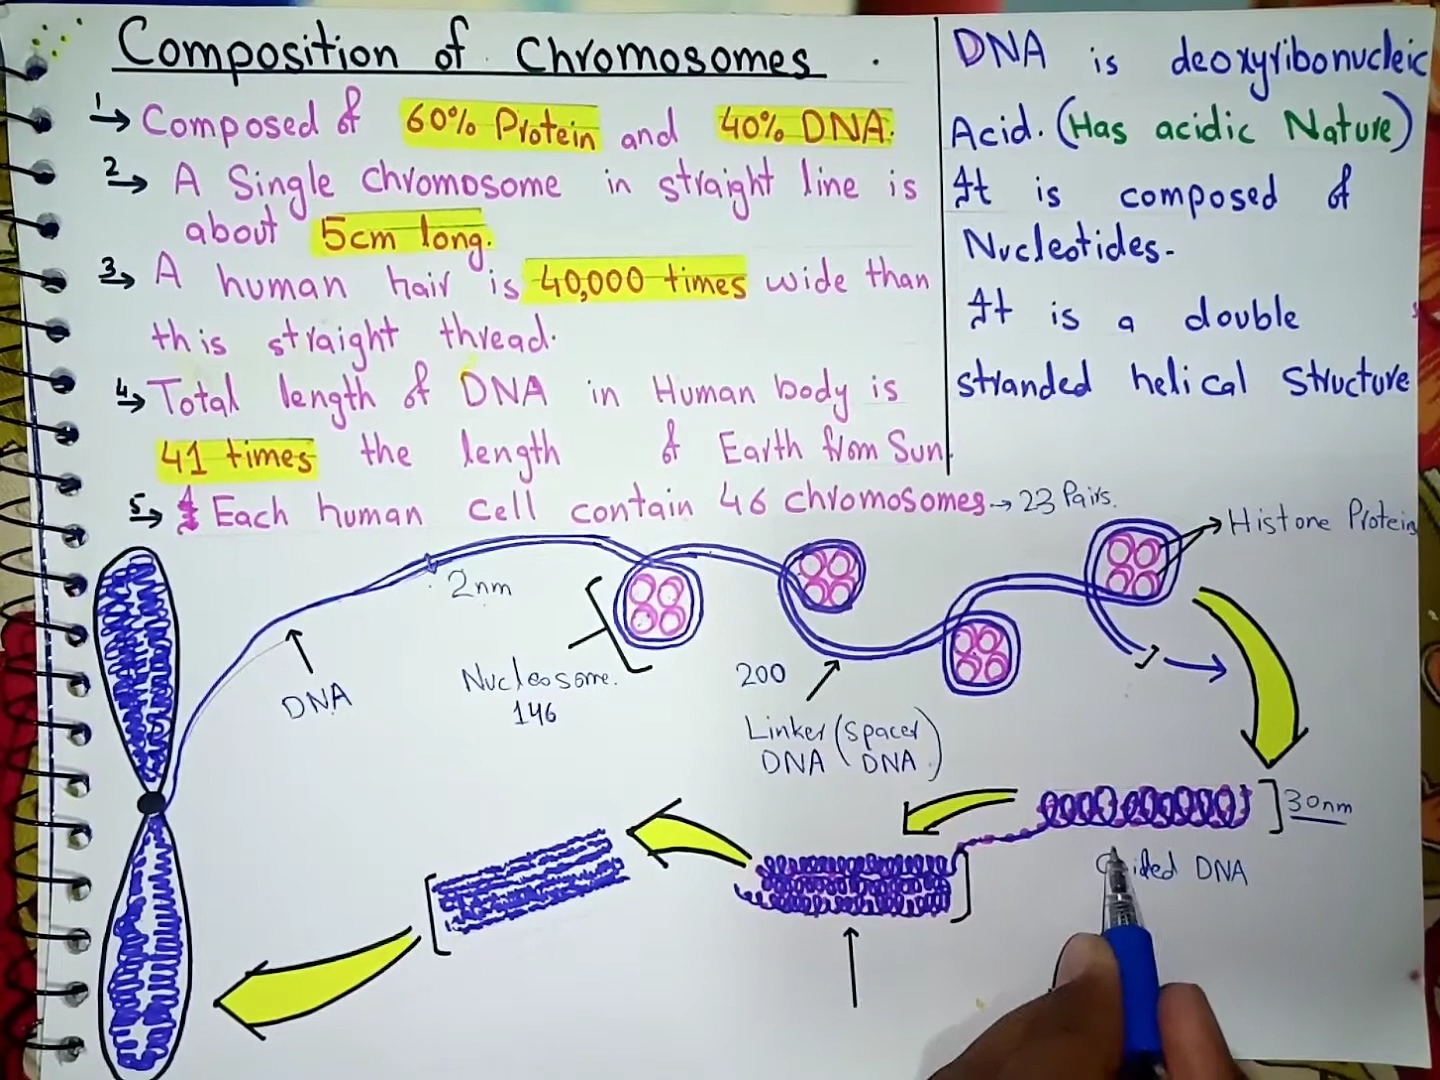 Composition of Chromosomes.
1→ Composed of 60% Protein and 40% DNA.
2→ A Single chromosome in straight line is
about 5cm long.
3→ A human hair is 40,000 times wide than
this straight thread.
4→ Total length of DNA in Human body is
41 times the length of Earth from Sun.
5→ Each human cell contain 46 chromosomes → 23 Pairs.
DNA is deoxyribonucleic
Acid. (Has acidic Nature)
It is composed of
Nucleotides.
It is a double
stranded helical structure
Histone Protein
2nm
DNA
Nucleosome.
146
200
Linker (Spacer
DNA DNA)
30nm
DNA